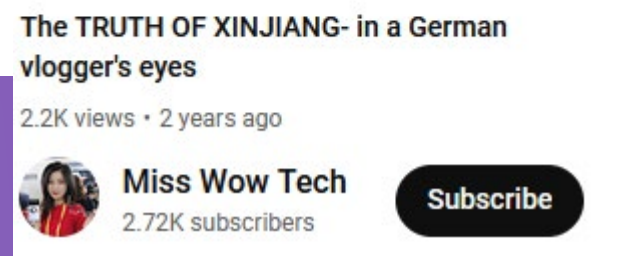 The TRUTH OF XINJIANG- in a German
vlogger's eyes
2.2K views • 2 years ago
Miss Wow Tech
2.72K subscribers
Subscribe